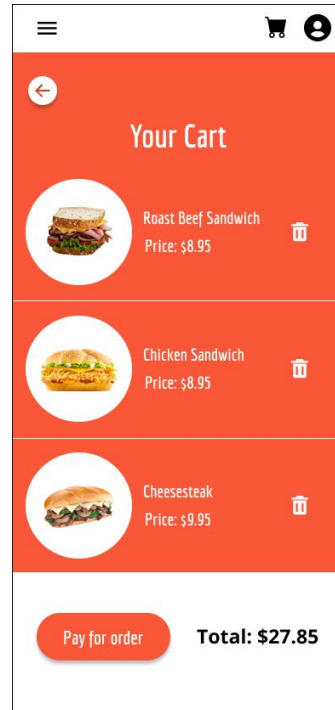 Your Cart
Roast Beef Sandwich
Price: $8.95
Chicken Sandwich
Price: $8.95
Cheesesteak
Price: $9.95
Pay for order
Total: $27.85